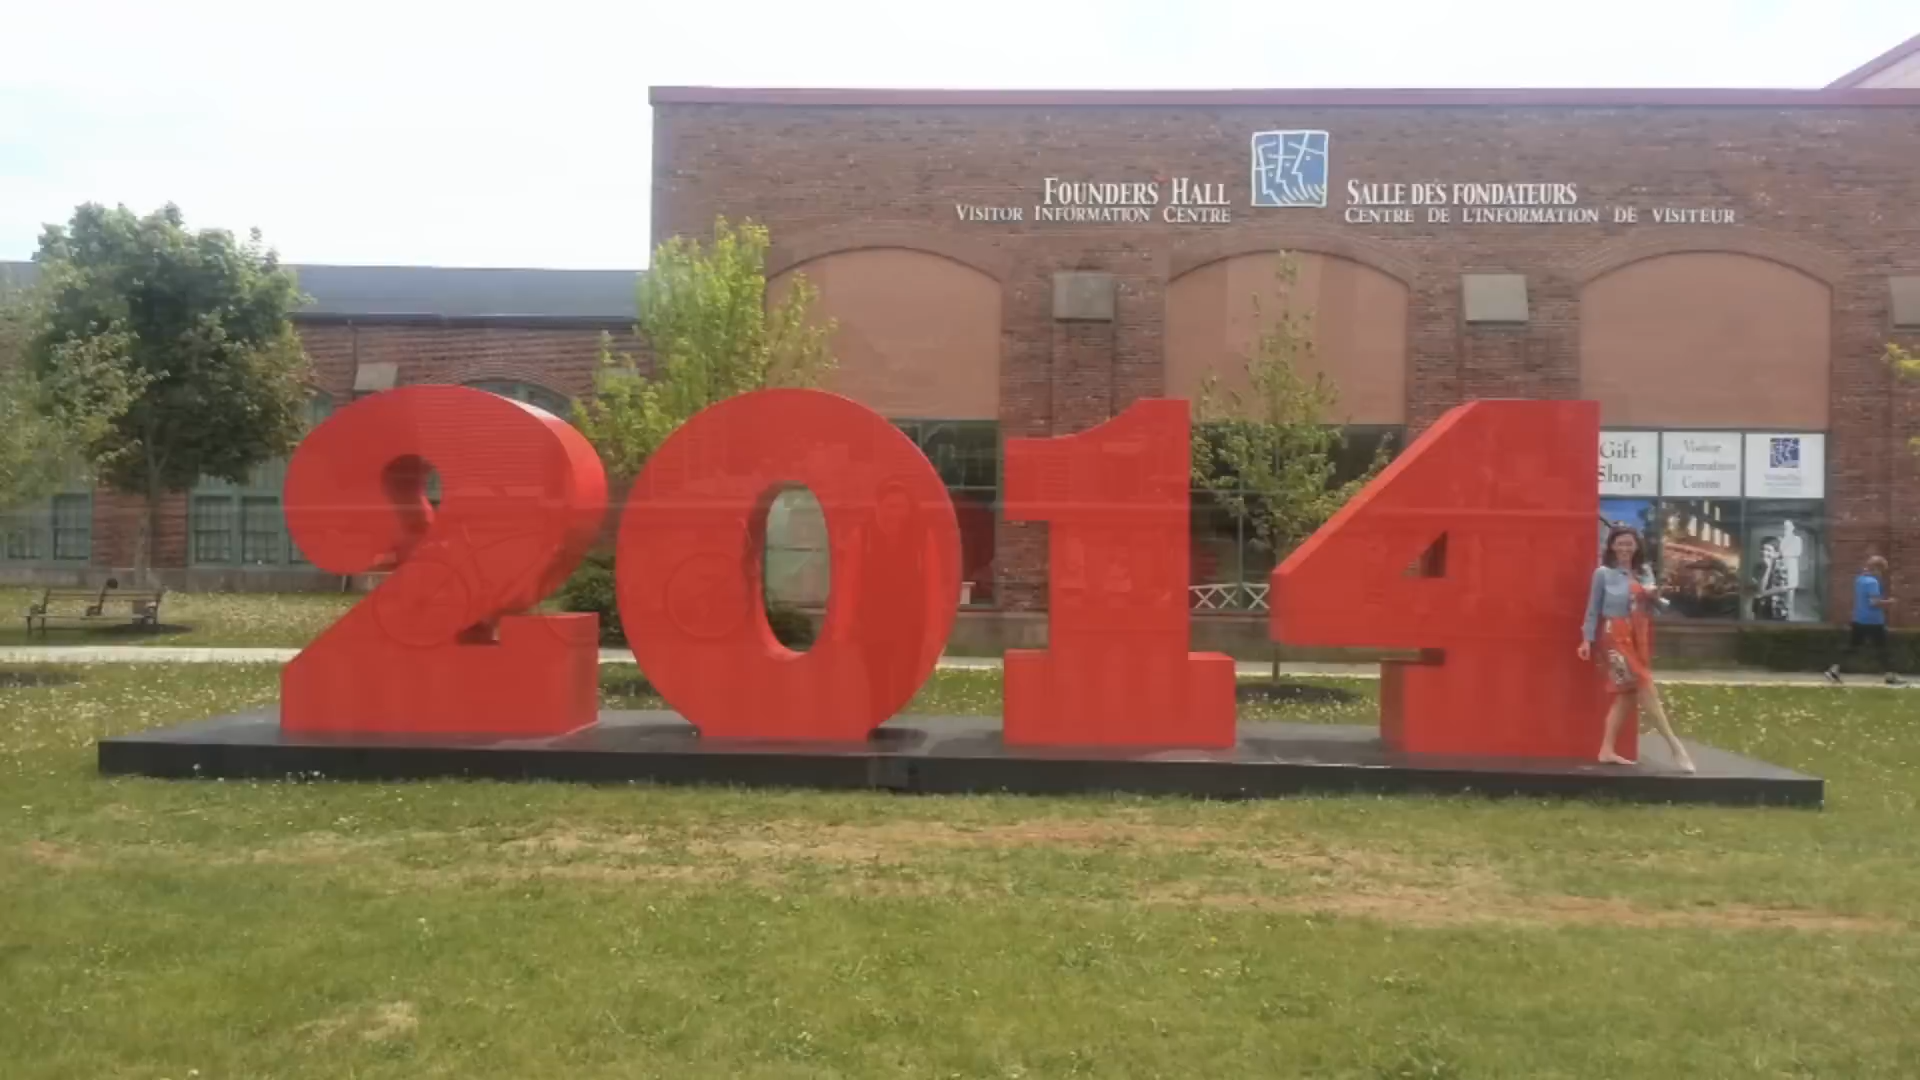 FOUNDERS HALL
VISITOR INFORMATION CENTRE
SALLE DES FONDATEURS
CENTRE DE L'INFORMATION DE VISITEUR
2014
Gift
Shop
Visitor
Information
Centre